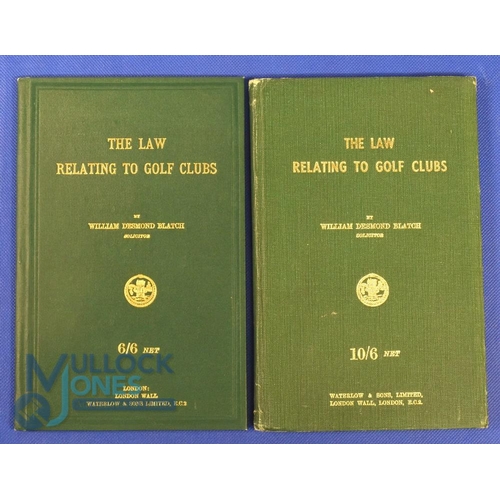 THE LAW
RELATING TO GOLF CLUBS
BY
WILLIAM DESMOND BLATCH
SOLICITOR
6/6 NET
LONDON:
LONDON WALL
WATERLOW & SONS LIMITED, E.C.2
THE LAW
RELATING TO GOLF CLUBS
BY
WILLIAM DESMOND BLATCH
SOLICITOR
10/6 NET
WATERLOW & SONS, LIMITED,
LONDON WALL, LONDON, E.C.2.
MULLOCK
JONES